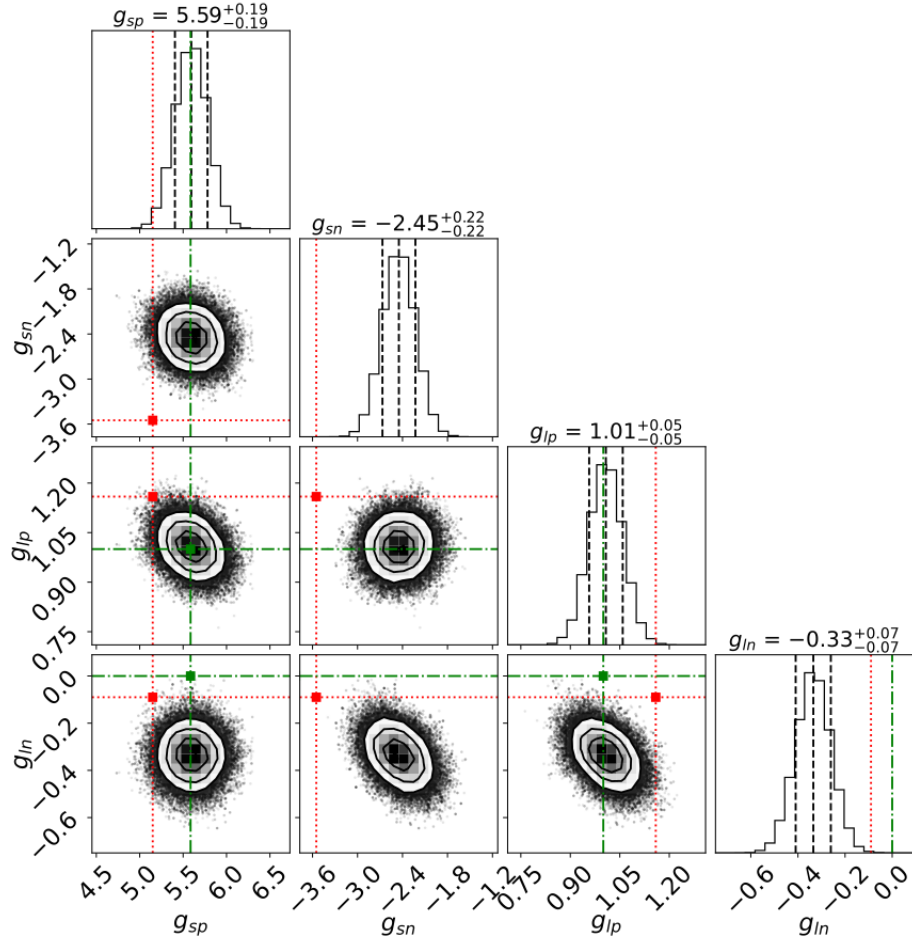 g_sp = 5.59^{+0.19}_{-0.19}
g_sn = −2.45^{+0.22}_{-0.22}
g_lp = 1.01^{+0.05}_{-0.05}
g_ln = −0.33^{+0.07}_{-0.07}
g_sn
−1.2
−1.8
−2.4
−3.0
−3.6
g_lp
1.20
1.05
0.90
0.75
g_ln
0.0
−0.2
−0.4
−0.6
4.5 5.0 5.5 6.0 6.5
−3.6 −3.0 −2.4 −1.8 −1.2
0.75 0.90 1.05 1.20
−0.6 −0.4 −0.2 0.0
g_sp
g_sn
g_lp
g_ln